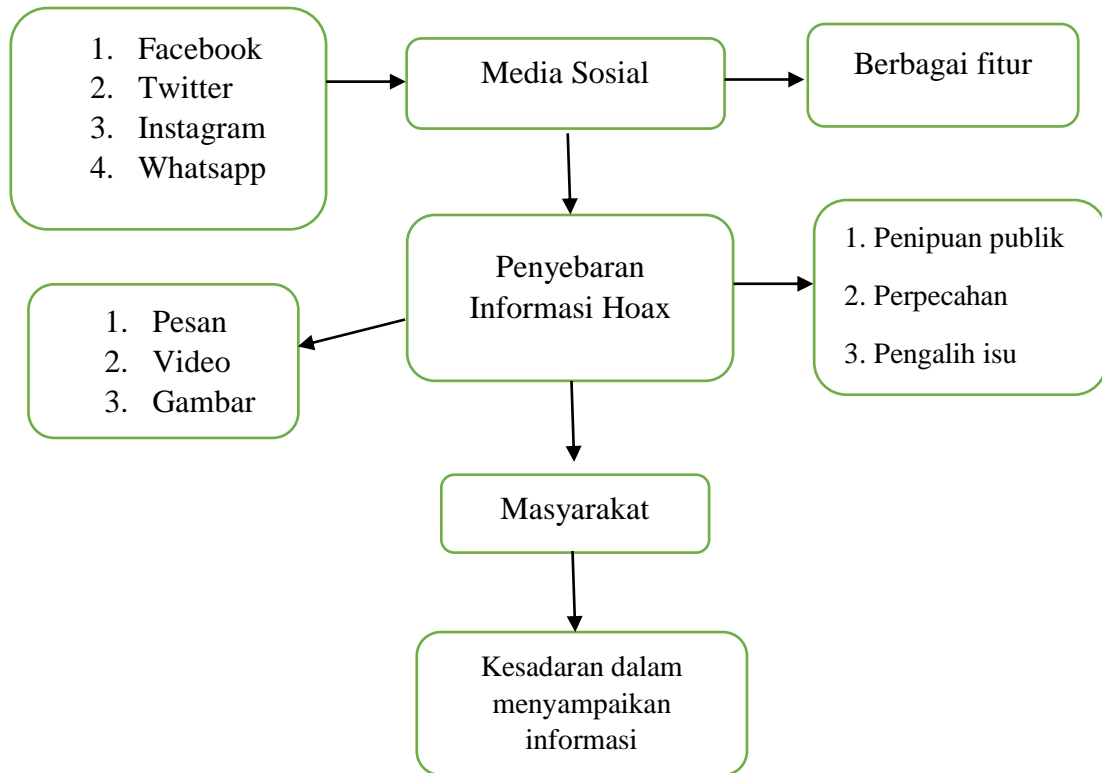 1. Facebook
2. Twitter
3. Instagram
4. Whatsapp
Media Sosial
Berbagai fitur
Penyebaran
Informasi Hoax
1. Penipuan publik
2. Perpecahan
3. Pengalih isu
1. Pesan
2. Video
3. Gambar
Masyarakat
Kesadaran dalam
menyampaikan
informasi